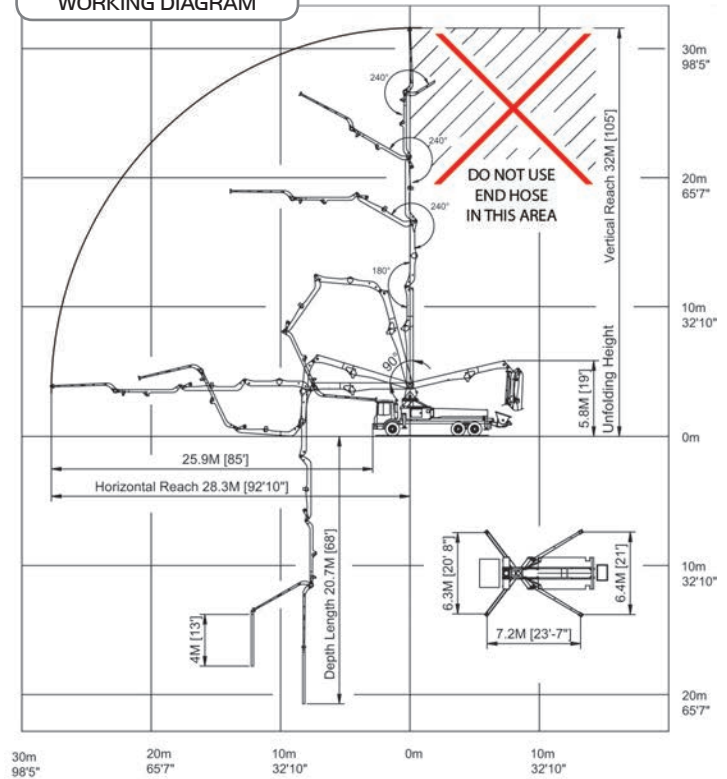 WORKING DIAGRAM
30m
98'5"
240°
240°
20m
65'7"
DO NOT USE
END HOSE
IN THIS AREA
Vertical Reach 32M [105']
240°
180°
10m
32'10"
Unfolding Height
90°
5.8M [19']
0m
25.9M [85']
Horizontal Reach 28.3M [92'10"]
Depth Length 20.7M [68']
10m
32'10"
6.3M [20' 8"]
6.4M [21']
4M [13']
7.2M [23'-7"]
20m
65'7"
30m
98'5"
20m
65'7"
10m
32'10"
0m
10m
32'10"